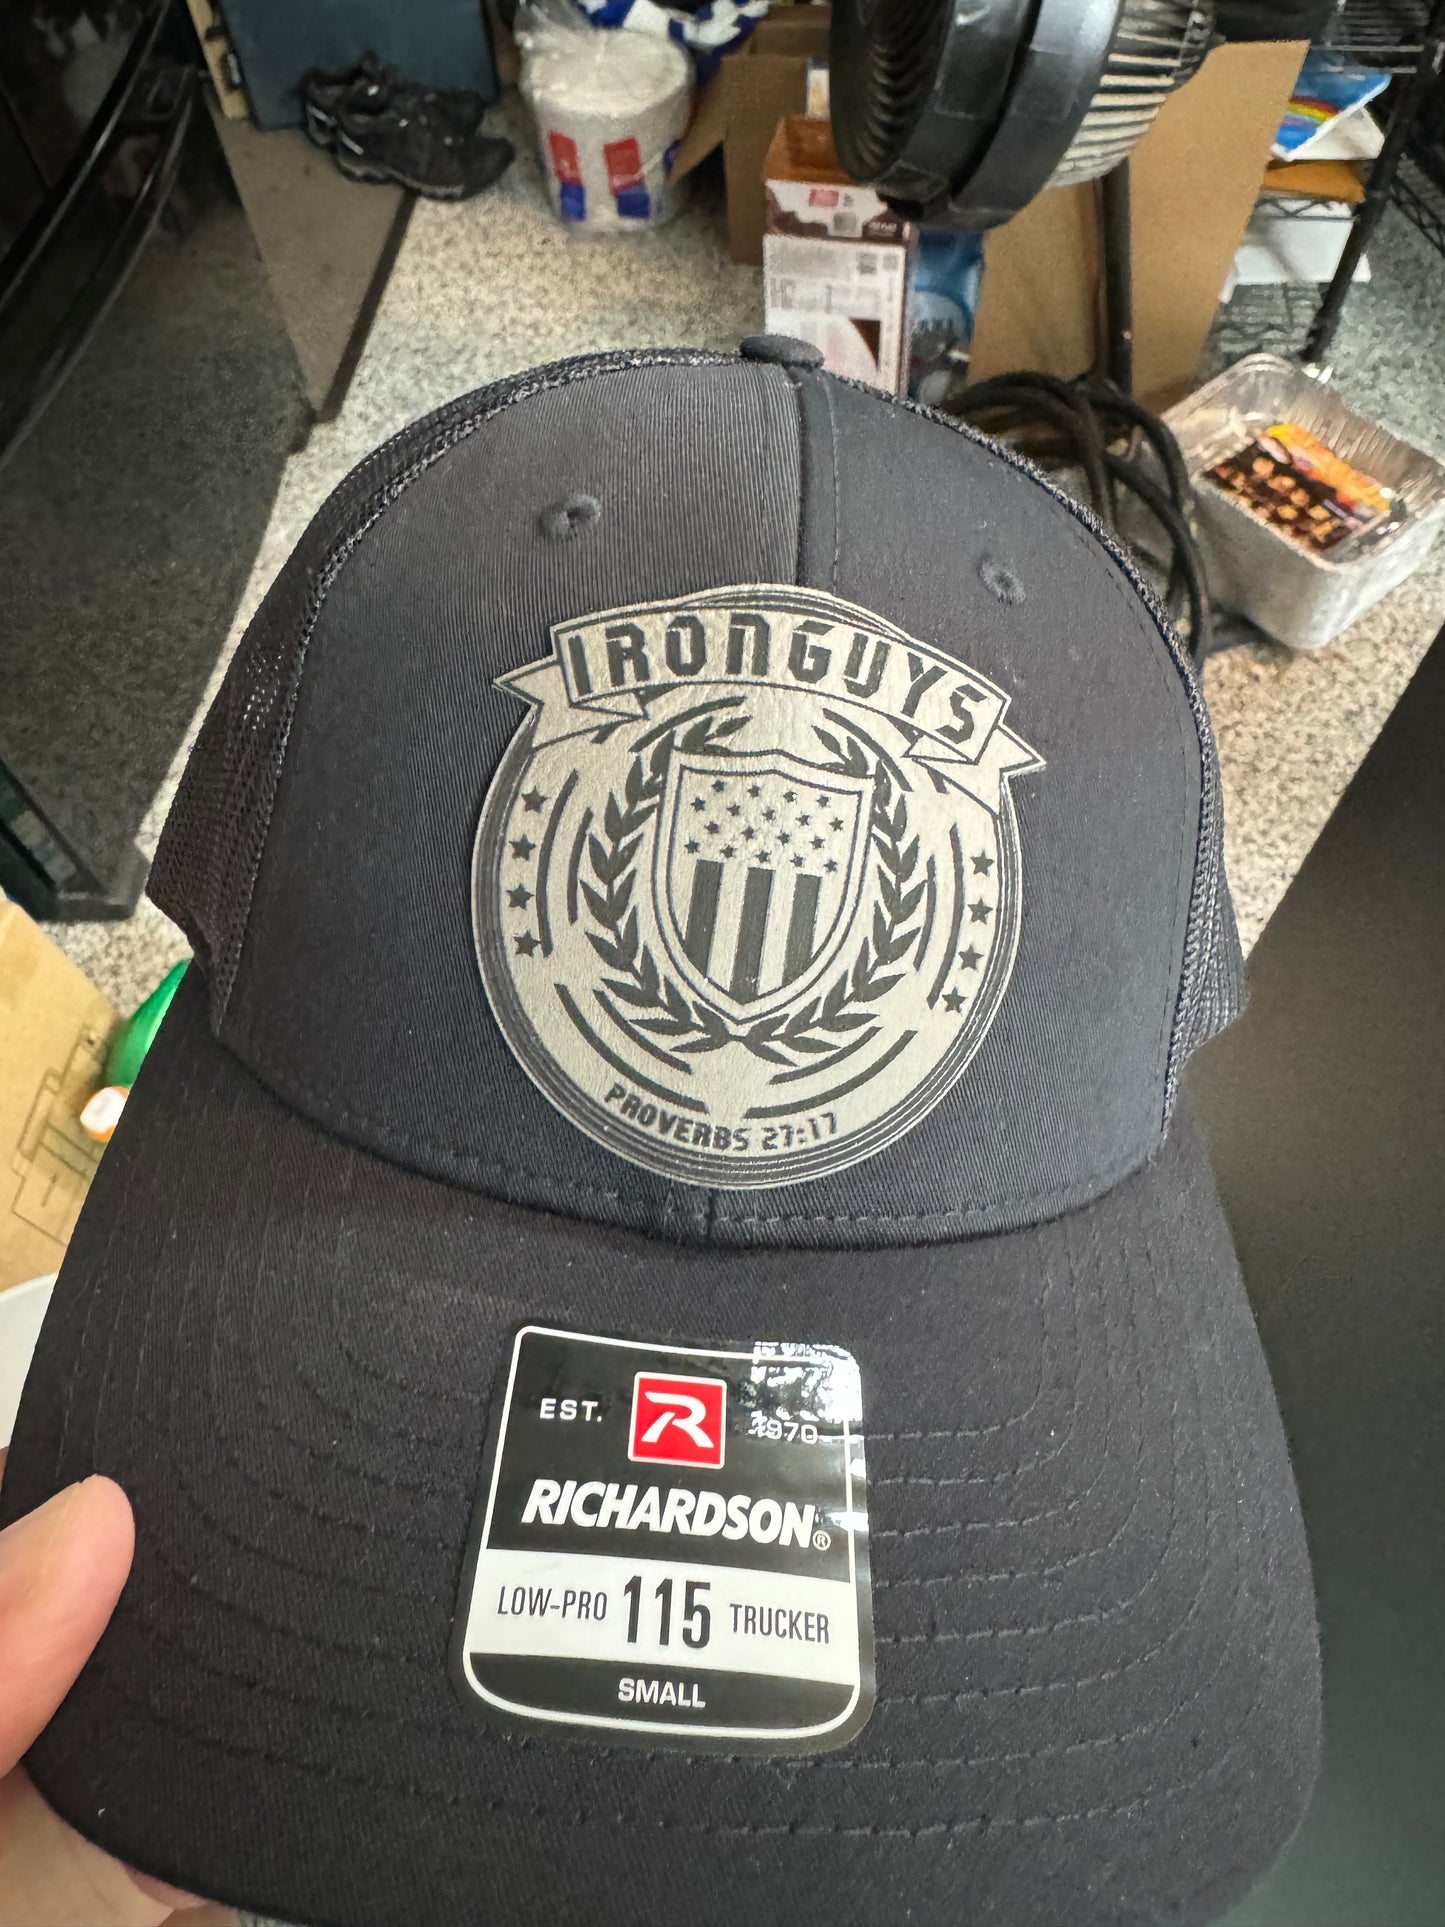 IRONGUYS
PROVERBS 27:17
EST. R 1970
RICHARDSON®
LOW-PRO 115 TRUCKER
SMALL